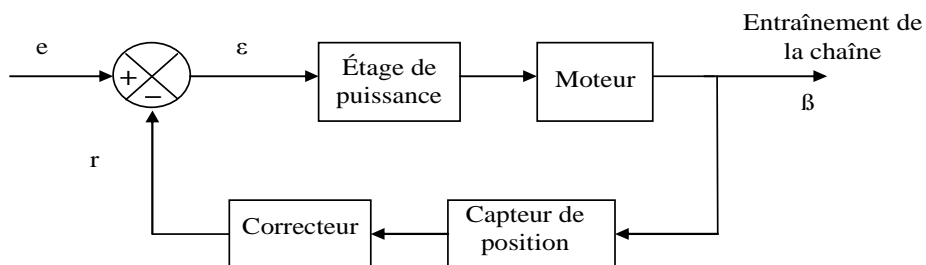 Entraînement de
la chaîne
e
ε
+
−
Étage de
puissance
Moteur
ß
r
Correcteur
Capteur de
position